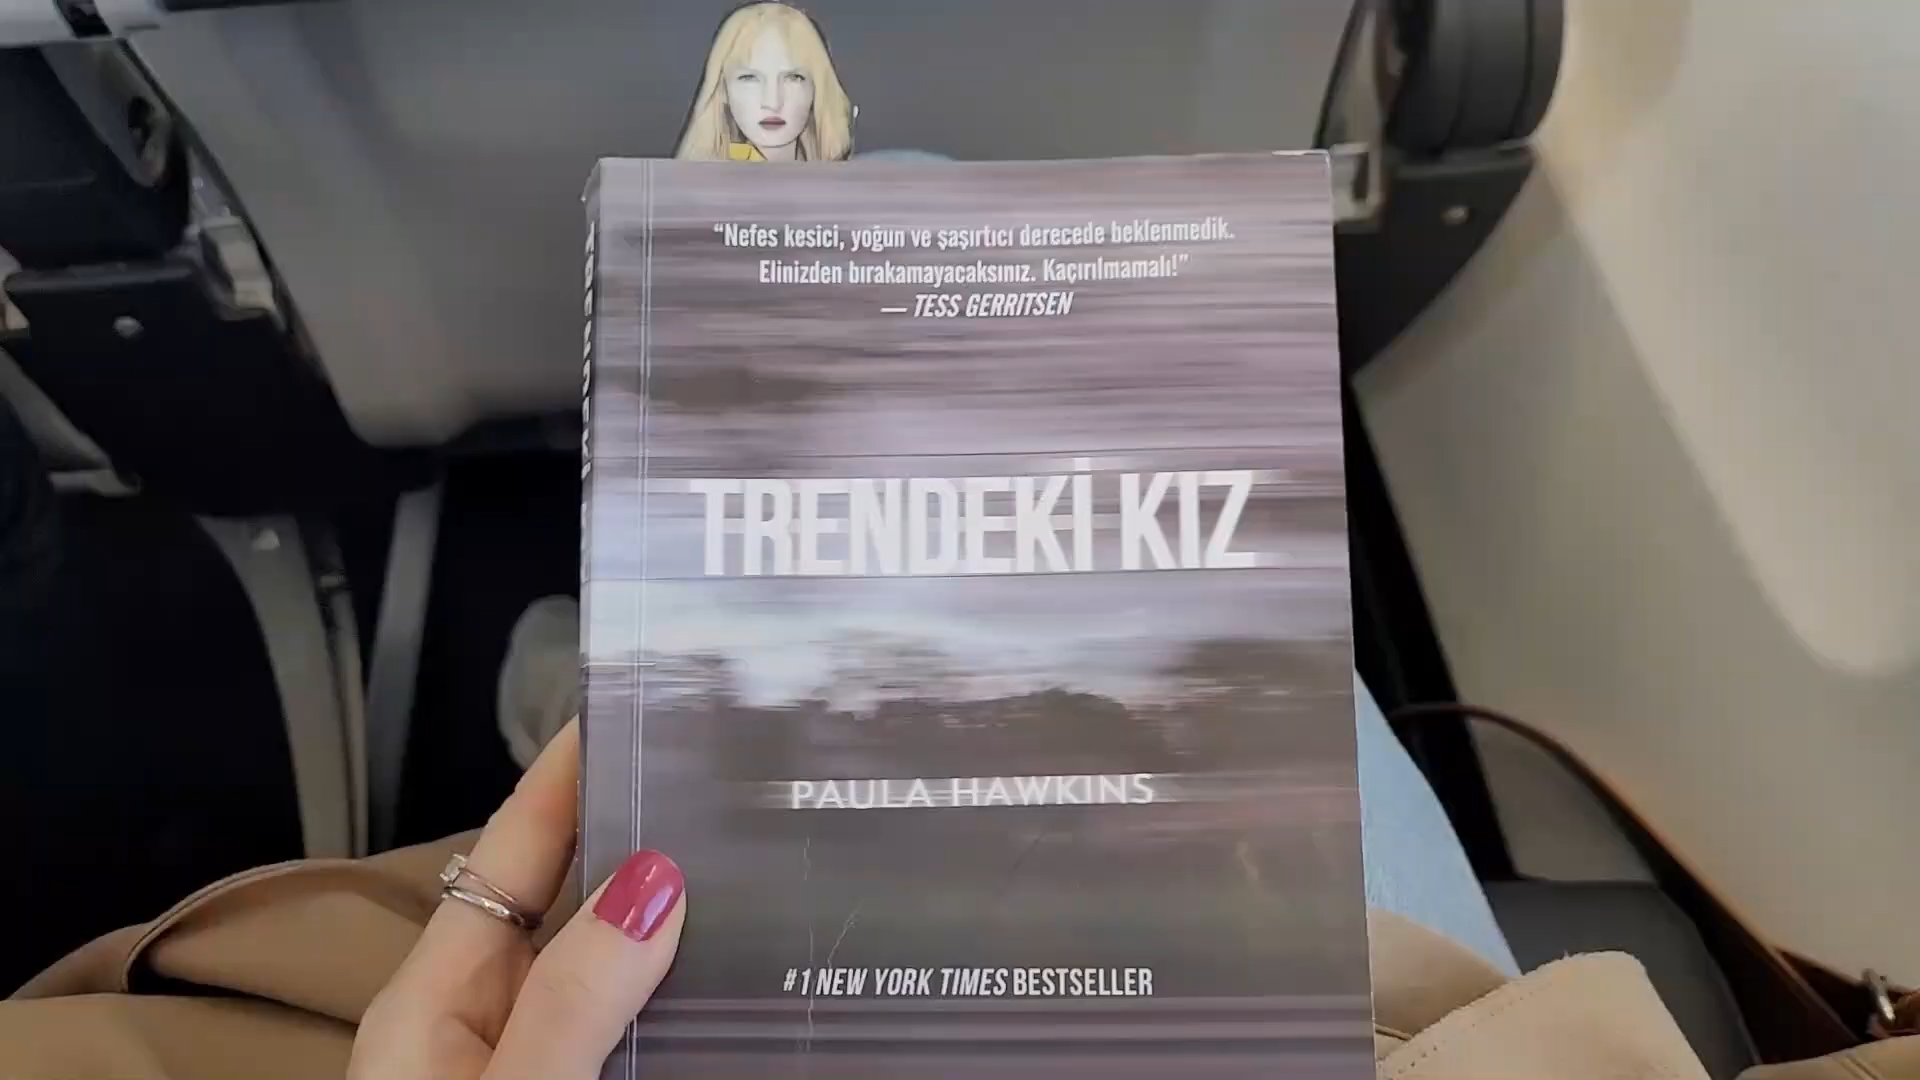 “Nefes kesici, yoğun ve şaşırtıcı derecede beklenmedik.
Elinizden bırakamayacaksınız. Kaçırılmamalı!”
— TESS GERRITSEN
TRENDEKİ KIZ
PAULA HAWKINS
#1 NEW YORK TIMES BESTSELLER